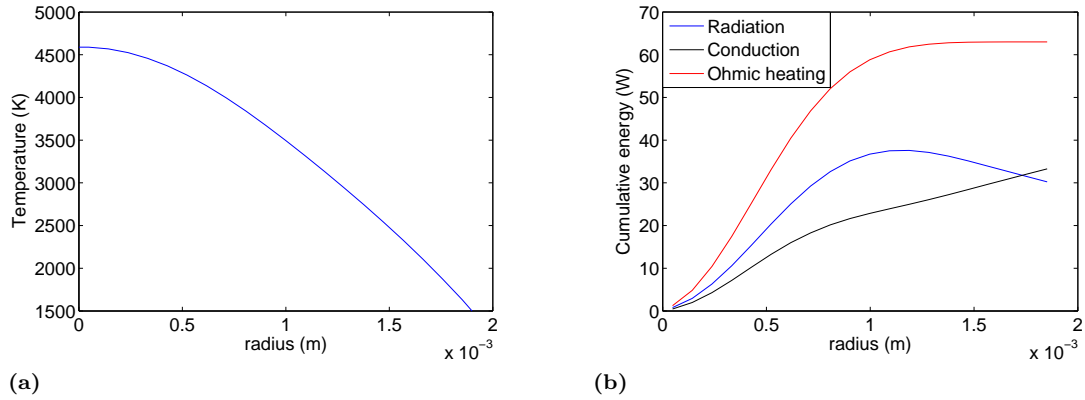 5000
4500
4000
3500
3000
2500
2000
1500
Temperature (K)
0
0.5
1
1.5
2
radius (m)
x 10⁻³
(a)
70
60
50
40
30
20
10
0
Cumulative energy (W)
Radiation
Conduction
Ohmic heating
0
0.5
1
1.5
2
radius (m)
x 10⁻³
(b)